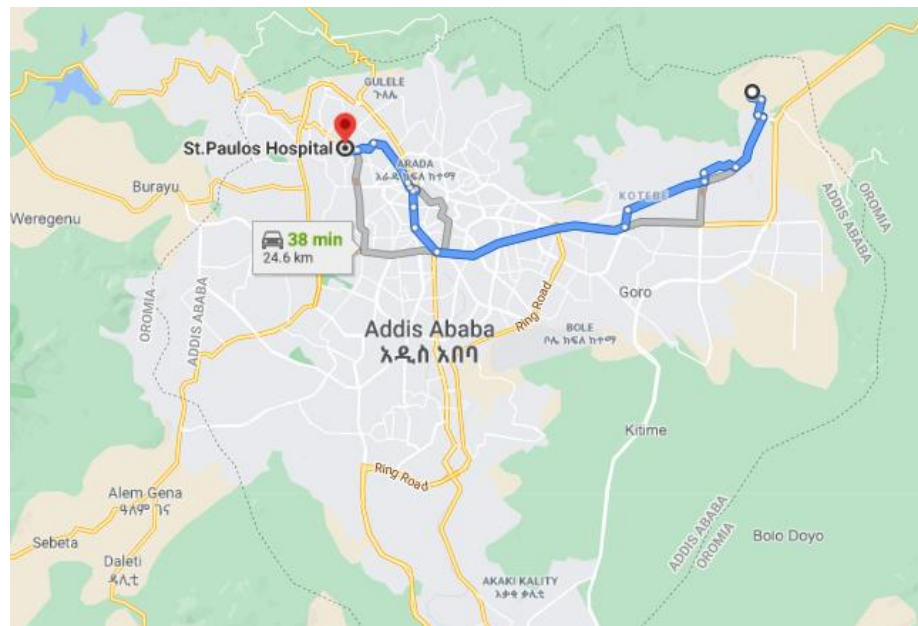 GULELE
ጉለሌ
St.Paulos Hospital
ARADA
አራዳ ክፍለ ከተማ
Burayu
KOTEBE
OROMIA
ADDIS ABABA
Weregenu
38 min
24.6 km
OROMIA
ADDIS ABABA
Goro
Ring Road
Addis Ababa
አዲስ አበባ
BOLE
ቦሌ ክፍለ ከተማ
Kitime
Ring Road
Alem Gena
ዓለም ገና
Sebeta
Daleti
ዳሊቲ
ADDIS ABABA
OROMIA
Bolo Doyo
AKAKI KALITY
አቃቂ ቃሊቲ